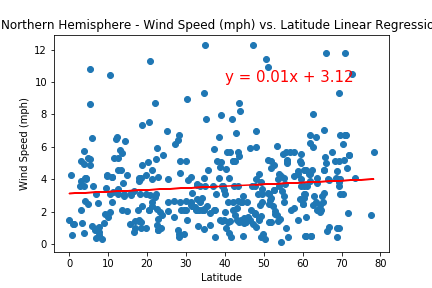 Northern Hemisphere - Wind Speed (mph) vs. Latitude Linear Regressio
y = 0.01x + 3.12
Wind Speed (mph)
12
10
8
6
4
2
0
0 10 20 30 40 50 60 70 80
Latitude